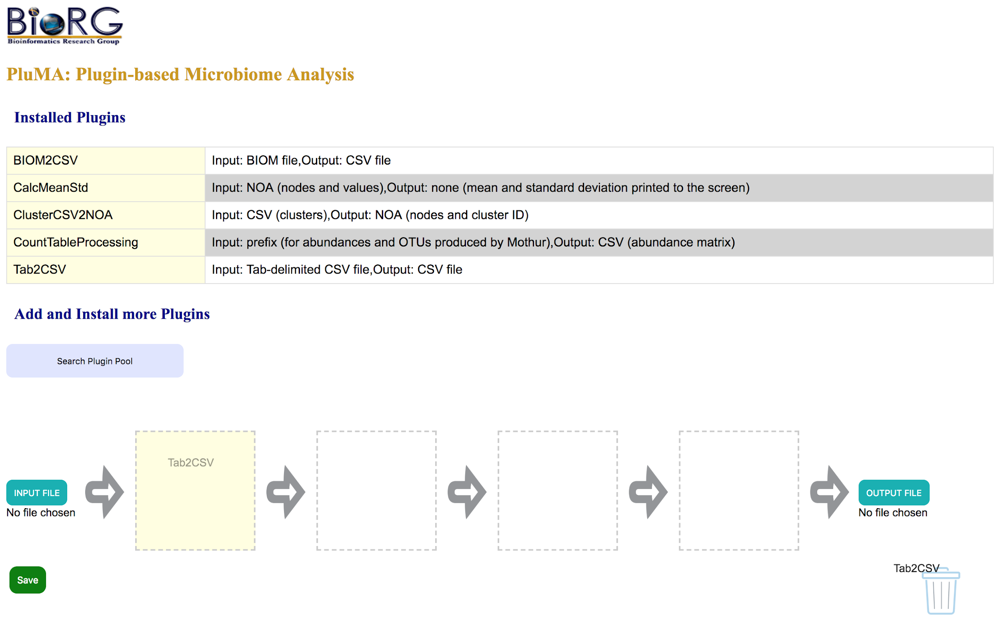 BioRG
Bioinformatics Research Group
PluMA: Plugin-based Microbiome Analysis
Installed Plugins
BIOM2CSV Input: BIOM file,Output: CSV file
CalcMeanStd Input: NOA (nodes and values),Output: none (mean and standard deviation printed to the screen)
ClusterCSV2NOA Input: CSV (clusters),Output: NOA (nodes and cluster ID)
CountTableProcessing Input: prefix (for abundances and OTUs produced by Mothur),Output: CSV (abundance matrix)
Tab2CSV Input: Tab-delimited CSV file,Output: CSV file
Add and Install more Plugins
Search Plugin Pool
Tab2CSV
INPUT FILE
No file chosen
OUTPUT FILE
No file chosen
Save
Tab2CSV